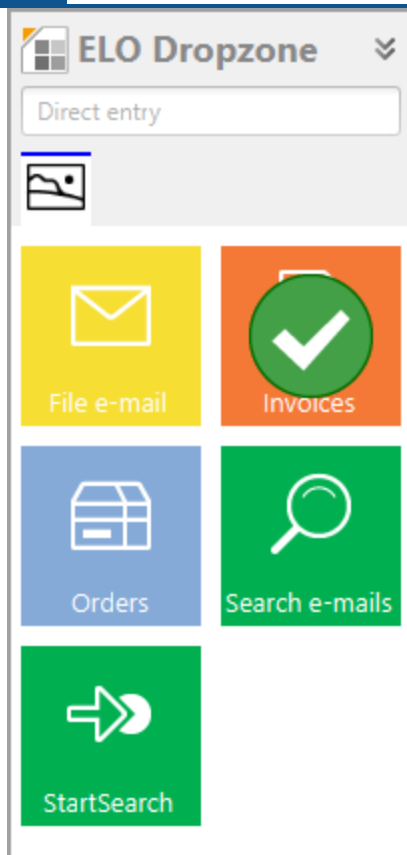 ELO Dropzone
Direct entry
File e-mail
Invoices
Orders
Search e-mails
StartSearch